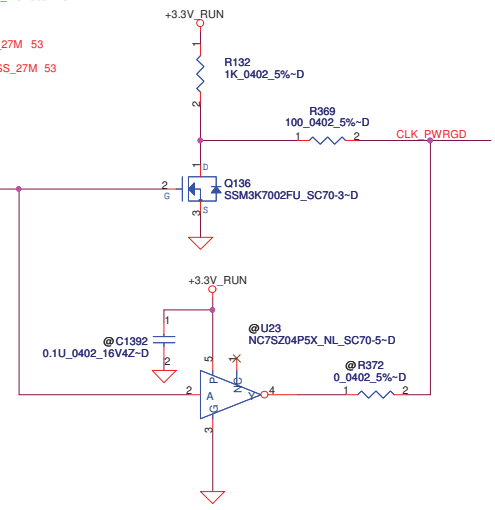 +3.3V_RUN
_27M 53
SS_27M 53
1
R132
1K_0402_5%~D
2
R369
100_0402_5%~D
1
2
CLK_PWRGD
1
D
2
G
Q136
SSM3K7002FU_SC70-3~D
3
S
+3.3V_RUN
1
@C1392
0.1U_0402_16V4Z~D
2
@U23
NC7SZ04P5X_NL_SC70-5~D
5
1
P
NC
2
A
Y
4
G
3
@R372
0_0402_5%~D
1
2